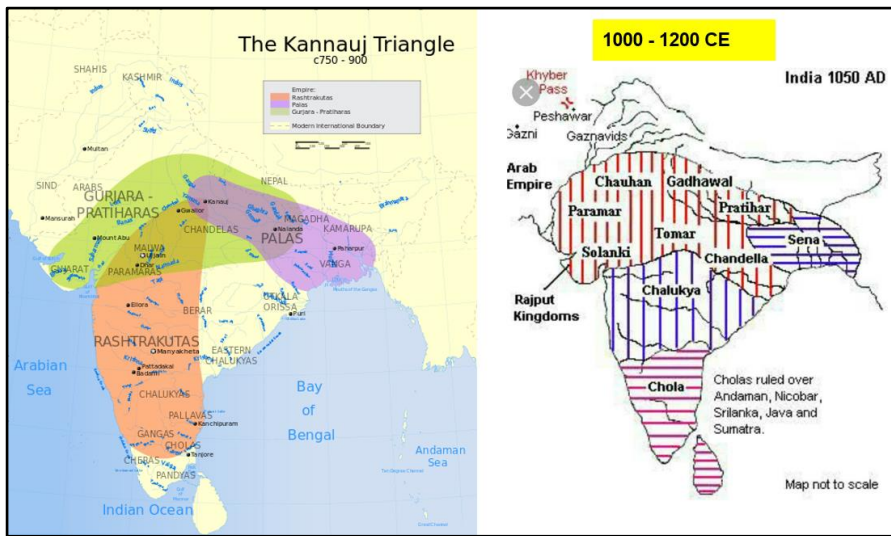 The Kannauj Triangle
c750 - 900
Empire:
Rashtrakutas
Palas
Gurjara - Pratiharas
Modern International Boundary
SHAHIS
KASHMIR
Multan
SIND
ARABS
Mansurah
GURJARA -
PRATIHARAS
NEPAL
Kanauj
Gwalior
CHANDELAS
MAGADHA
Nalanda
PALAS
KAMARUPA
Paharpur
VANGA
Mount Abu
MALWA
Ujjain
Dhar
PARAMARAS
GUJRAT
Ellora
BERAR
UTKALA
ORISSA
Puri
RASHTRAKUTAS
Manyakheta
EASTERN
CHALUKYAS
Pattadakal
Badami
CHALUKYAS
PALLAVAS
Kanchipuram
GANGAS
CHOLAS
Tanjore
CHERAS
PANDYAS
Arabian
Sea
Bay
of
Bengal
Andaman
Sea
Indian Ocean
1000 - 1200 CE
India 1050 AD
Khyber
Pass
Peshawar
Gazni
Gaznavids
Arab
Empire
Chauhan
Gadhawal
Paramar
Pratihar
Tomar
Sena
Solanki
Chandella
Rajput
Kingdoms
Chalukya
Chola
Cholas ruled over
Andaman, Nicobar,
Srilanka, Java and
Sumatra.
Map not to scale